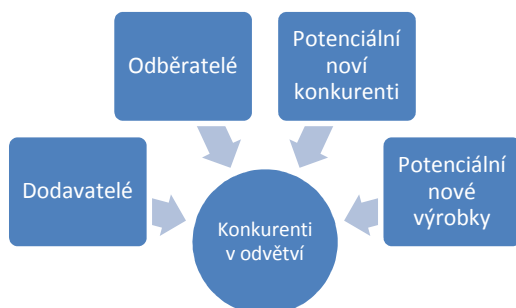 Odběratelé
Potenciální
noví
konkurenti
Dodavatelé
Potenciální
nové
výrobky
Konkurenti
v odvětví